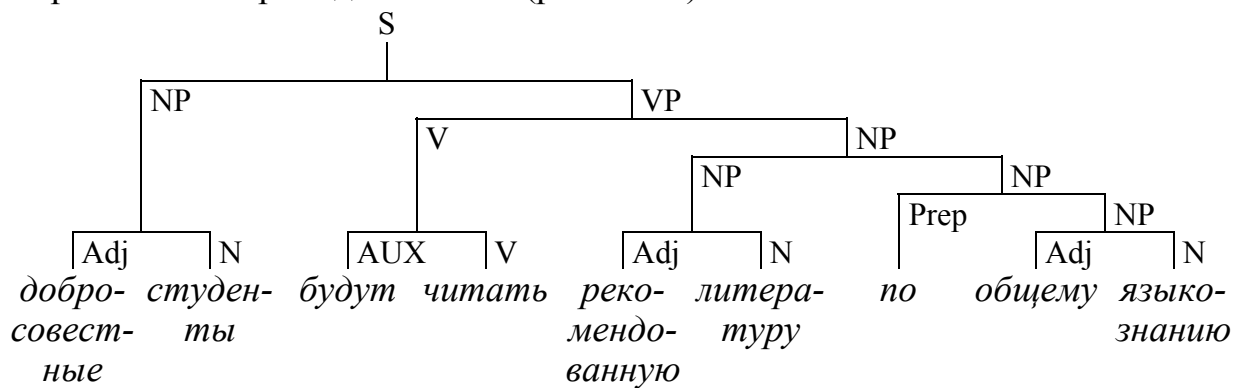 S
NP VP
V NP
NP NP
Prep NP
Adj N AUX V Adj N Adj N
добро- студен- будут читать реко- литера- по общему языко-
совест- ты мендо- туру знанию
ные ванную